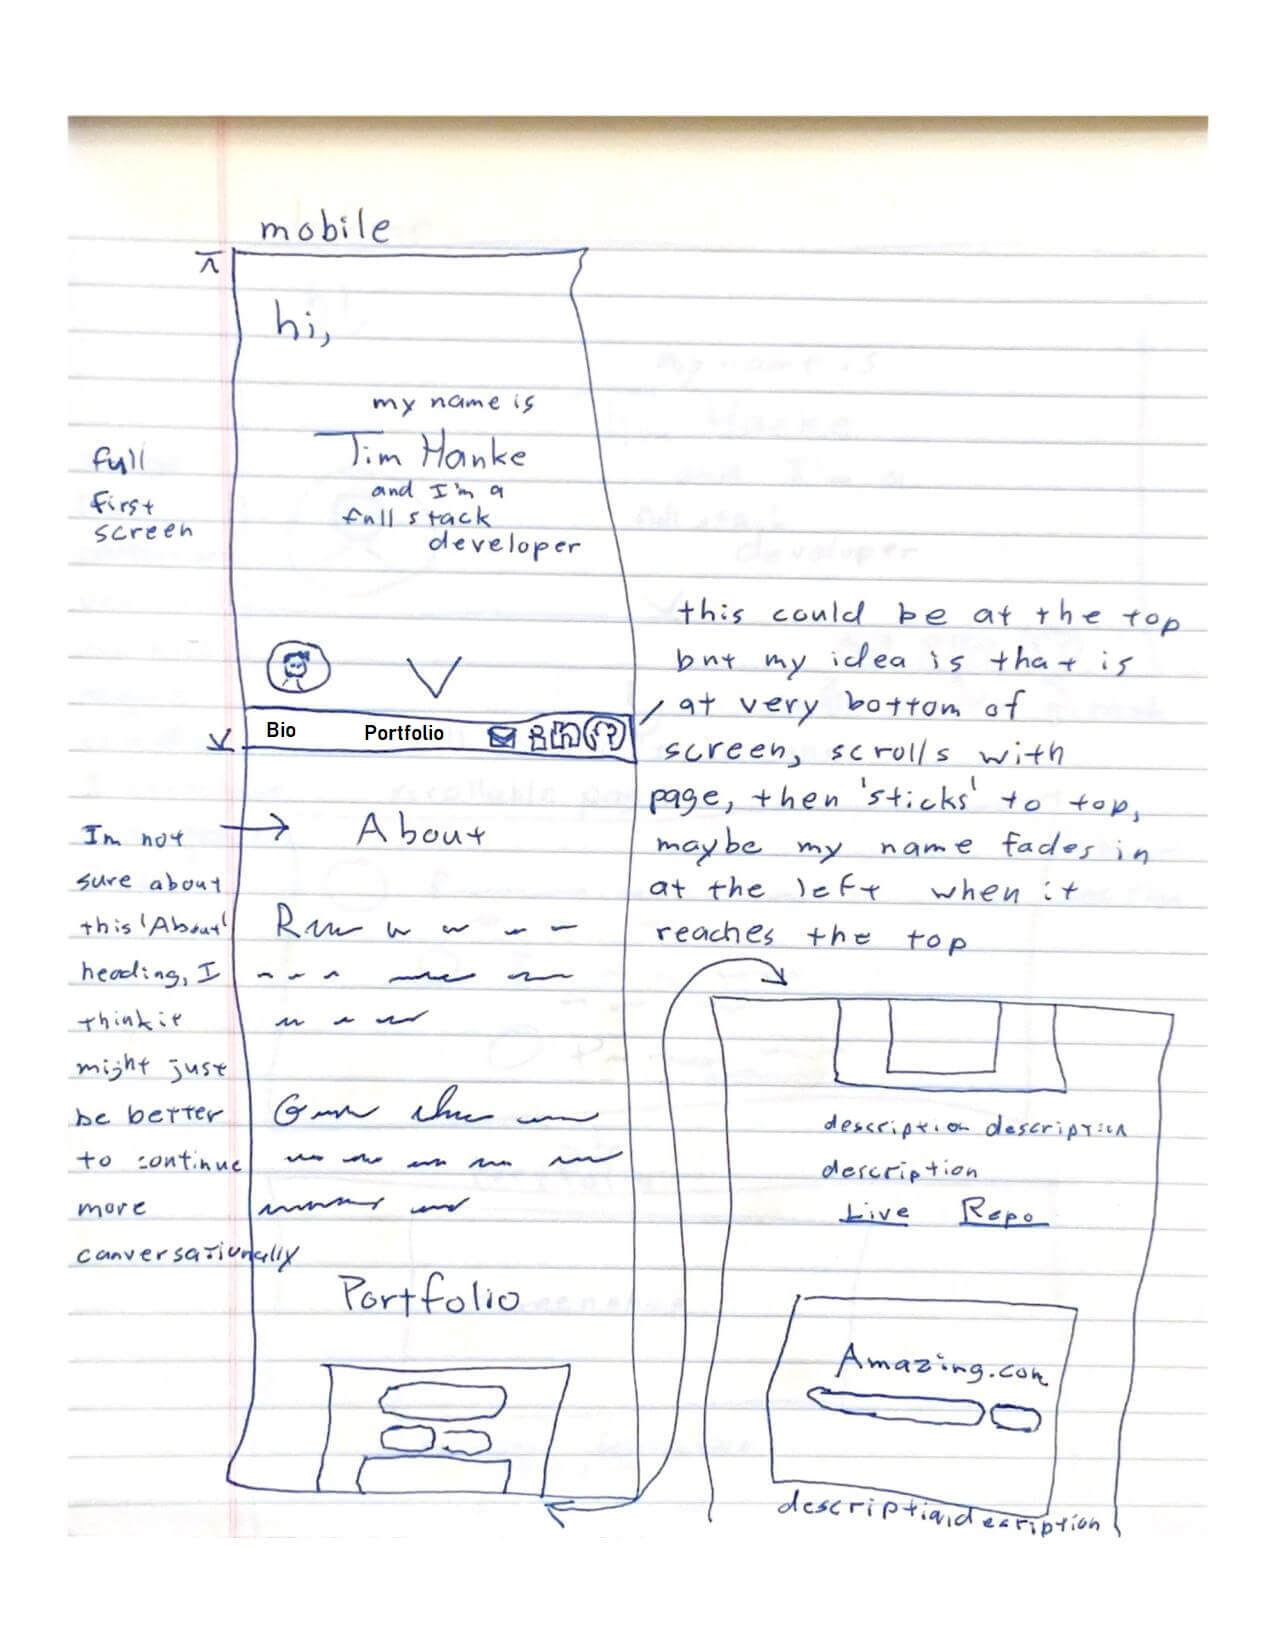 mobile
hi,
my name is
Tim Hanke
and I'm a
full stack
developer
full
first
screen
Bio Portfolio
this could be at the top
but my idea is that is
at very bottom of
screen, scrolls with
page, then 'sticks' to top,
maybe my name fades in
at the left when it
reaches the top
About
Im not
sure about
this 'About'
heading, I
think it
might just
be better
to continue
more
conversationally
Portfolio
description description
description
Live Repo
Amazing.com
description